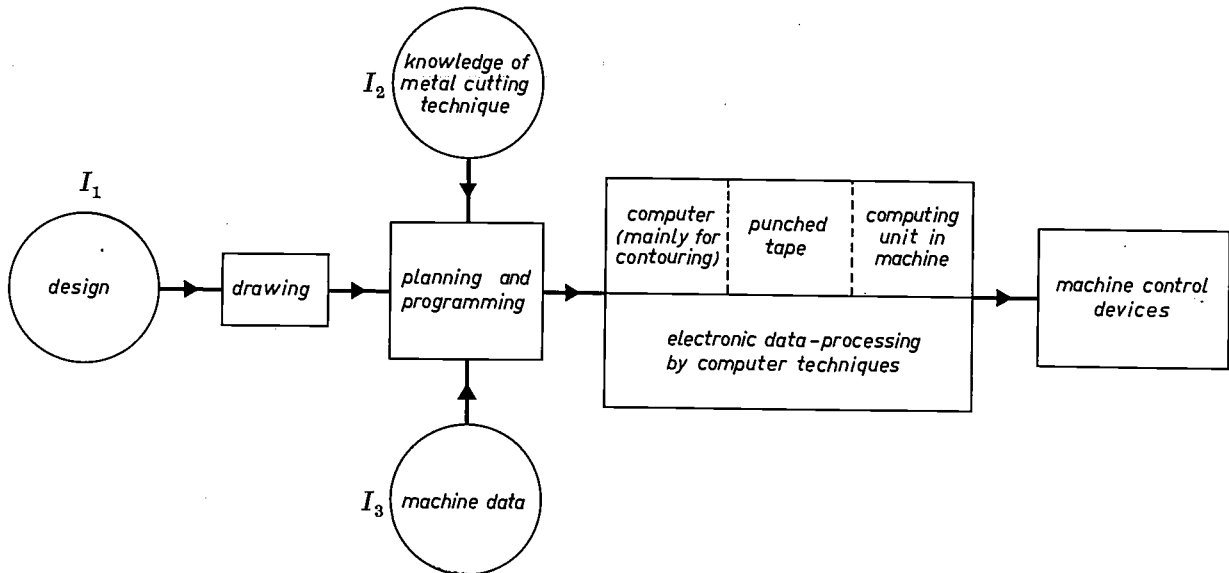 I₁
design
drawing
I₂
knowledge of
metal cutting
technique
planning and
programming
I₃
machine data
computer
(mainly for
contouring)
punched
tape
computing
unit in
machine
electronic data-processing
by computer techniques
machine control
devices